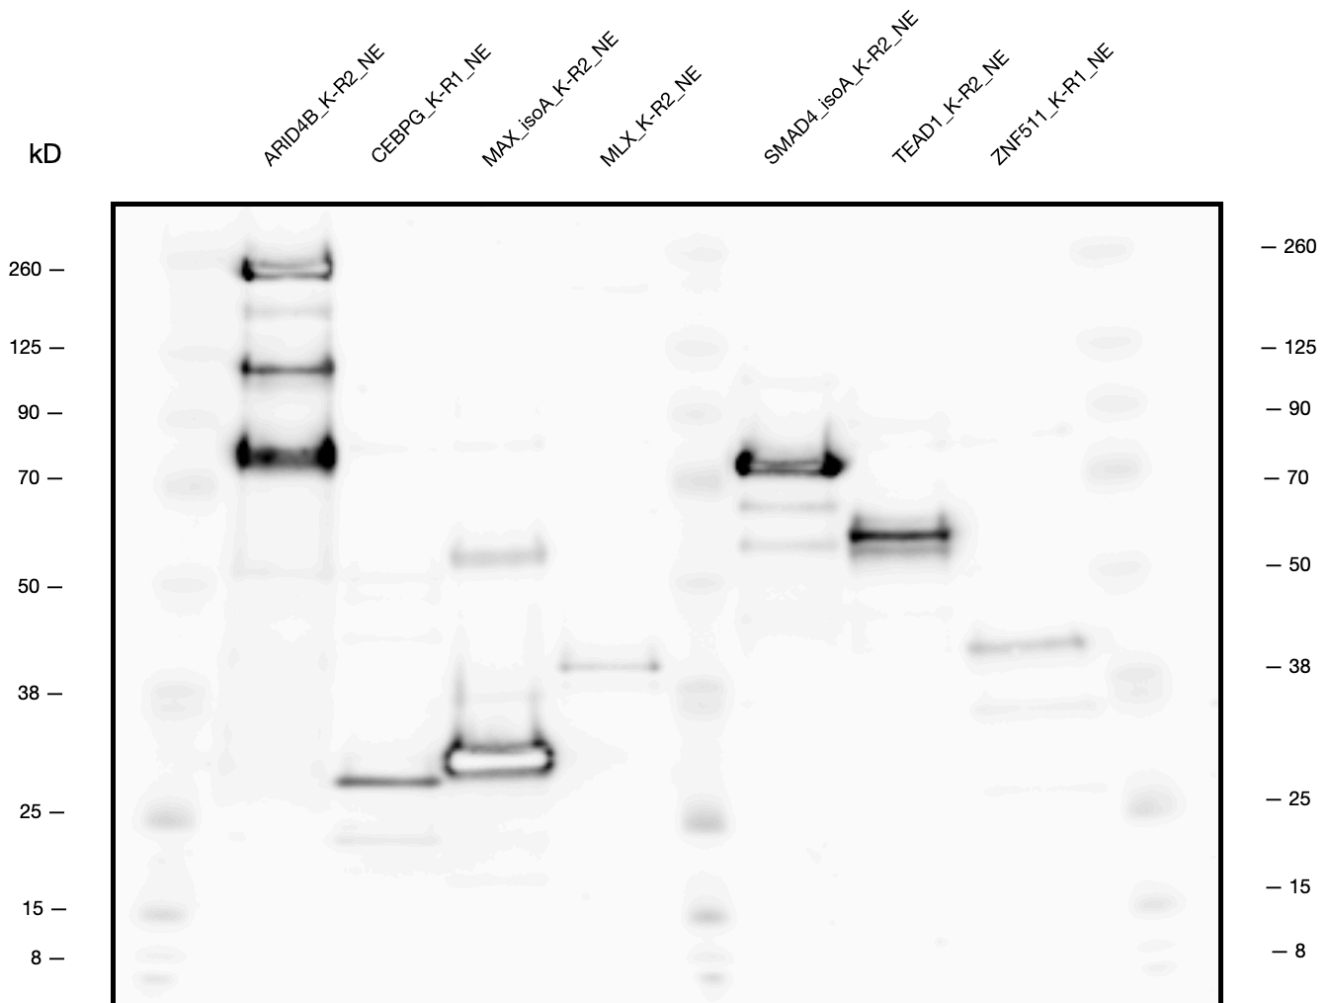 kD
ARID4B_K-R2_NE
CEBPG_K-R1_NE
MAX_isoA_K-R2_NE
MLX_K-R2_NE
SMAD4_isoA_K-R2_NE
TEAD1_K-R2_NE
ZNF511_K-R1_NE
260 –
125 –
90 –
70 –
50 –
38 –
25 –
15 –
8 –
– 260
– 125
– 90
– 70
– 50
– 38
– 25
– 15
– 8